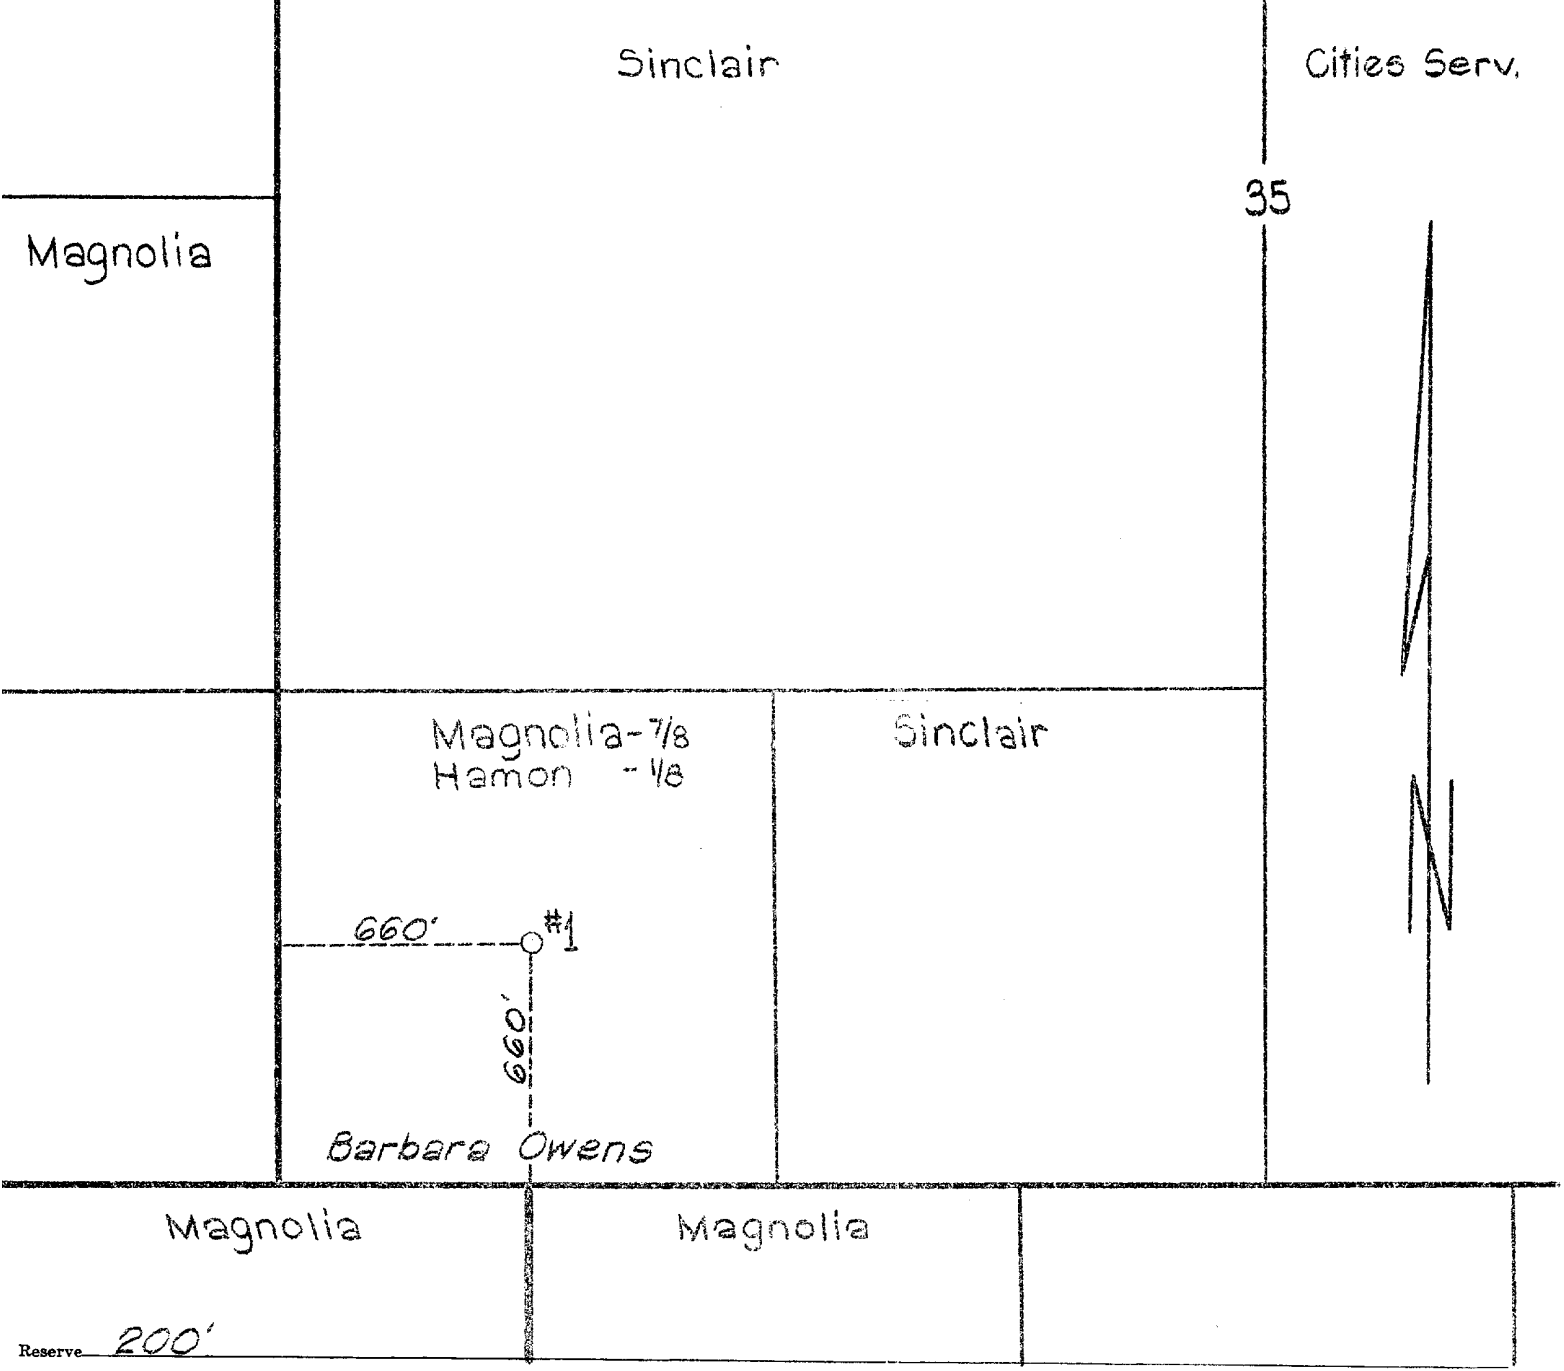 Sinclair
Cities Serv.
35
Magnolia
Magnolia-7/8
Hamon -1/8
Sinclair
660'
#1
660'
N
Barbara Owens
Magnolia
Magnolia
Reserve 200'